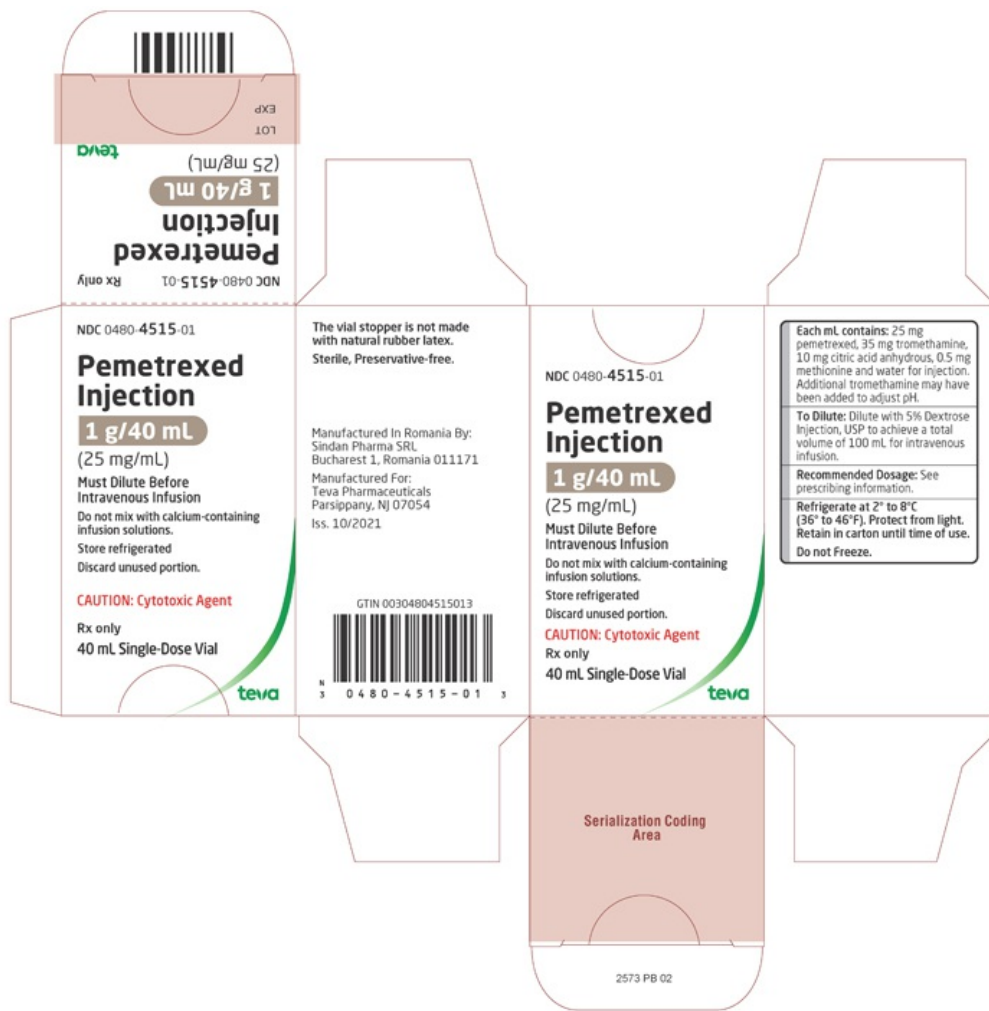 LOT
EXP
teva
Pemetrexed
Injection
1 g/40 mL
(25 mg/mL)
NDC 0480-4515-01 Rx only
NDC 0480-4515-01
Pemetrexed
Injection
1 g/40 mL
(25 mg/mL)
Must Dilute Before
Intravenous Infusion
Do not mix with calcium-containing
infusion solutions.
Store refrigerated
Discard unused portion.
CAUTION: Cytotoxic Agent
Rx only
40 mL Single-Dose Vial
teva
The vial stopper is not made
with natural rubber latex.
Sterile, Preservative-free.
Manufactured In Romania By:
Sindan Pharma SRL
Bucharest 1, Romania 011171
Manufactured For:
Teva Pharmaceuticals
Parsippany, NJ 07054
Iss. 10/2021
GTIN 00304804515013
N
3 0480-4515-01 3
NDC 0480-4515-01
Pemetrexed
Injection
1 g/40 mL
(25 mg/mL)
Must Dilute Before
Intravenous Infusion
Do not mix with calcium-containing
infusion solutions.
Store refrigerated
Discard unused portion.
CAUTION: Cytotoxic Agent
Rx only
40 mL Single-Dose Vial
teva
Each mL contains: 25 mg
pemetrexed, 35 mg tromethamine,
10 mg citric acid anhydrous, 0.5 mg
methionine and water for injection.
Additional tromethamine may have
been added to adjust pH.
To Dilute: Dilute with 5% Dextrose
Injection, USP to achieve a total
volume of 100 mL for intravenous
infusion.
Recommended Dosage: See
prescribing information.
Refrigerate at 2° to 8°C
(36° to 46°F). Protect from light.
Retain in carton until time of use.
Do not Freeze.
Serialization Coding
Area
2573 PB 02